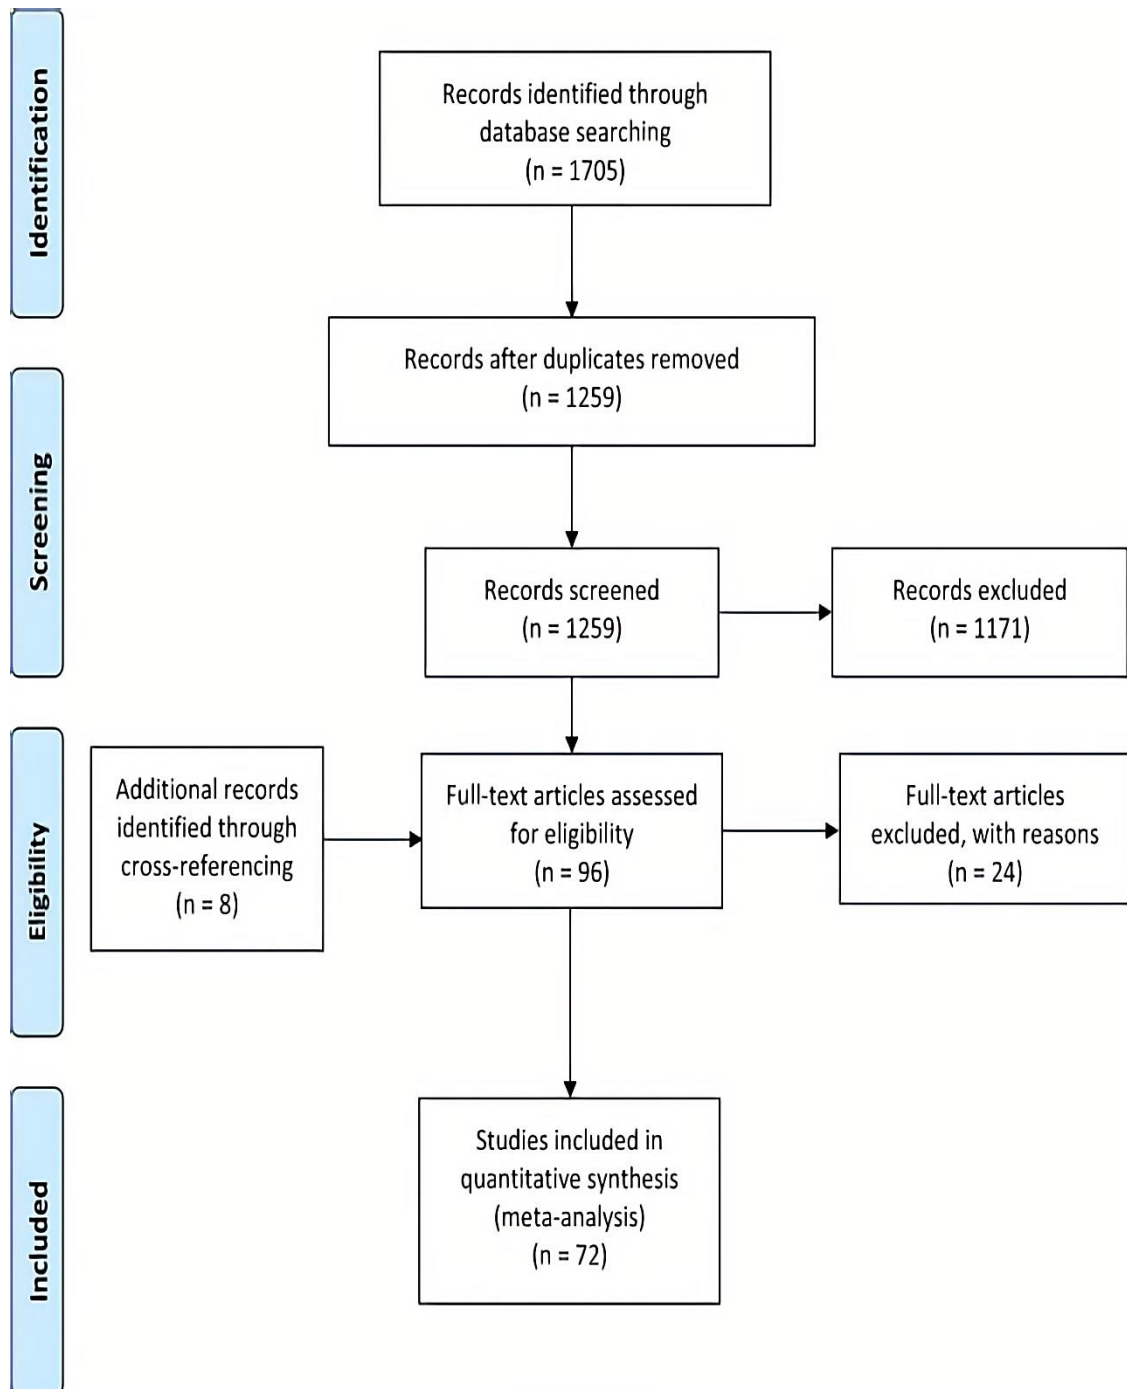 Identification
Records identified through
database searching
(n = 1705)
Records after duplicates removed
(n = 1259)
Screening
Records screened
(n = 1259)
Records excluded
(n = 1171)
Eligibility
Additional records
identified through
cross-referencing
(n = 8)
Full-text articles assessed
for eligibility
(n = 96)
Full-text articles
excluded, with reasons
(n = 24)
Included
Studies included in
quantitative synthesis
(meta-analysis)
(n = 72)